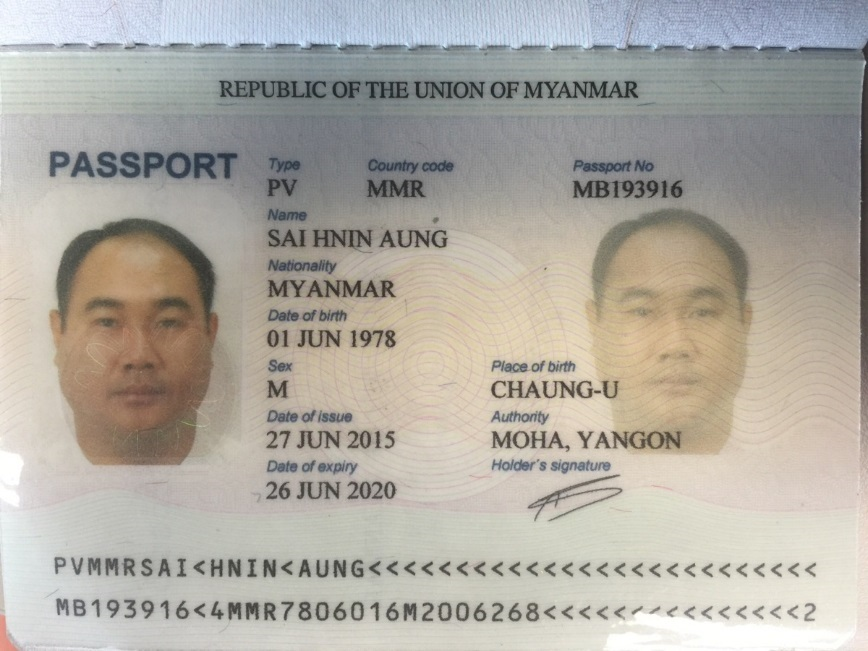 REPUBLIC OF THE UNION OF MYANMAR
PASSPORT
Type Country code Passport No
PV MMR MB193916
Name
SAI HNIN AUNG
Nationality
MYANMAR
Date of birth
01 JUN 1978
Sex Place of birth
M CHAUNG-U
Date of issue Authority
27 JUN 2015 MOHA, YANGON
Date of expiry Holder's signature
26 JUN 2020
PVMMRSAI<HNIN<AUNG<<<<<<<<<<<<<<<<<<<<<<<<<<
MB193916<4MMR7806016M2006268<<<<<<<<<<<<<<<2